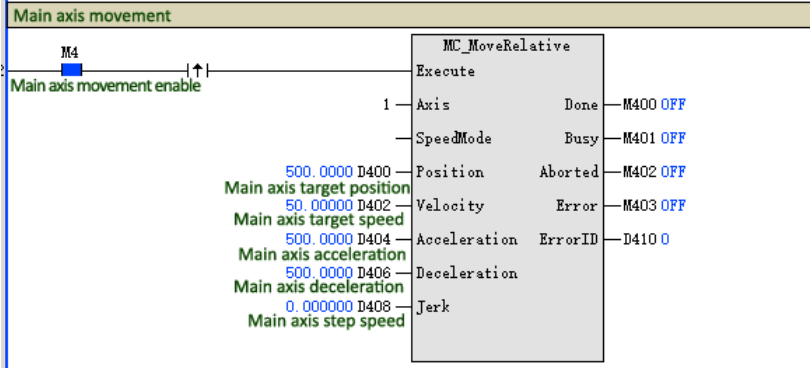 Main axis movement
M4
MC_MoveRelative
Execute
Main axis movement enable
1 Axis Done M400 OFF
SpeedMode Busy M401 OFF
500.0000 D400 Position Aborted M402 OFF
Main axis target position
50.00000 D402 Velocity Error M403 OFF
Main axis target speed
500.0000 D404 Acceleration ErrorID D410 0
Main axis acceleration
500.0000 D406 Deceleration
Main axis deceleration
0.000000 D408 Jerk
Main axis step speed